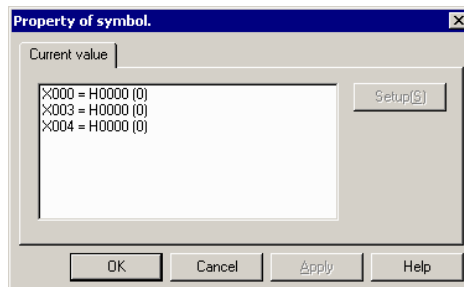 Property of symbol.
Current value
X000 = H0000 (0)
X003 = H0000 (0)
X004 = H0000 (0)
Setup(S)
OK Cancel Apply Help